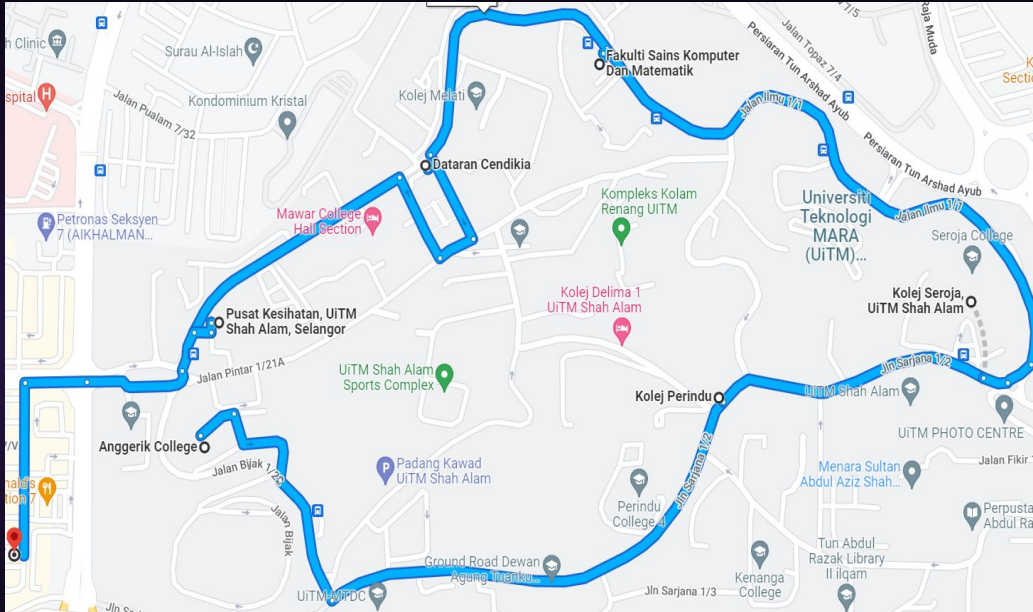 h Clinic
Surau Al-Islah
spital
H
Kondominium Kristal
Jalan Pualam 7/32
Kolej Melati
Fakulti Sains Komputer
Dan Matematik
Jalan Topaz 7/4
7/5
Raja Muda
Persiaran Tun Arshad Ayub
Jalan Ilmu 1/1
Persiaran Tun Arshad Ayub
Dataran Cendikia
Petronas Seksyen
7 (AIKHALMAN...
Mawar College
Hall Section
Kompleks Kolam
Renang UITM
Universiti
Teknologi
MARA
(UiTM)...
Jalan Ilmu 1/1
Seroja College
Kolej Seroja,
UiTM Shah Alam
Kolej Delima 1
UiTM Shah Alam
Pusat Kesihatan, UiTM
Shah Alam, Selangor
Jalan Pintar 1/21A
UiTM Shah Alam
Sports Complex
Jln Sarjana 1/2
Kolej Perindu
UiTM Shah Alam
UiTM PHOTO CENTRE
Anggerik College
Jalan Bijak 1/2
Jln Sarjana 1/2
Padang Kawad
UiTM Shah Alam
P
Menara Sultan
Abdul Aziz Shah...
Jalan Fikir 1
Perindu
College 4
Jalan Bijak
Perpusta
Abdul Ra
Tun Abdul
Razak Library
II ilqam
Ground Road Dewan
Agung Tuanku...
Kenanga
College
UiTM-MTDC
Jln Sarjana 1/3